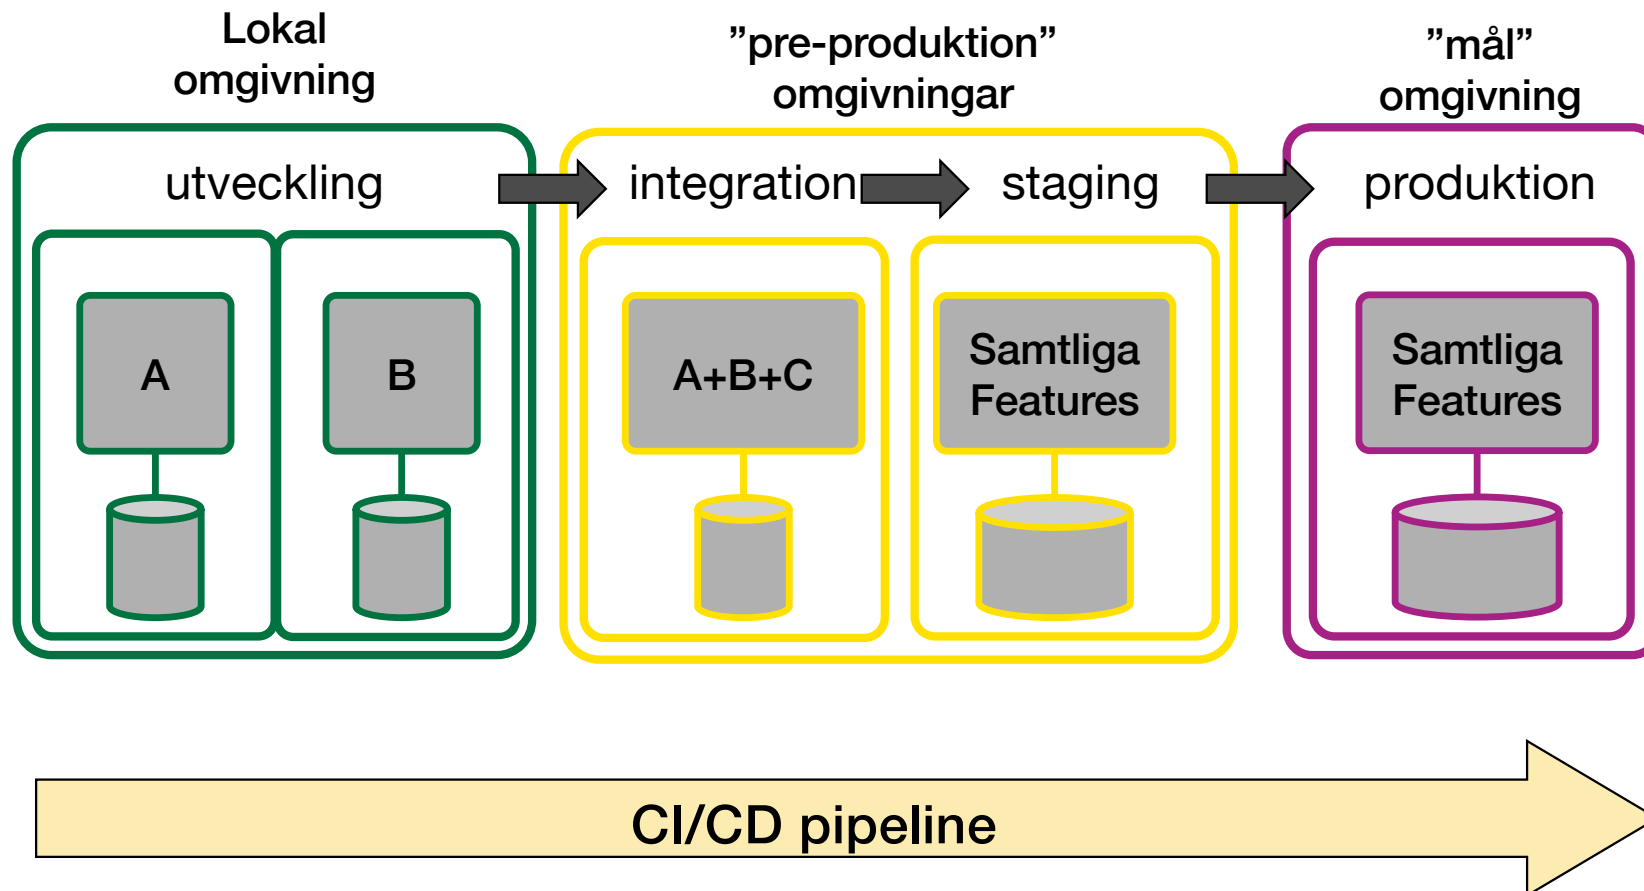 Lokal
omgivning
”pre-produktion”
omgivningar
”mål”
omgivning
utveckling
integration
staging
produktion
A
B
A+B+C
Samtliga
Features
Samtliga
Features
CI/CD pipeline